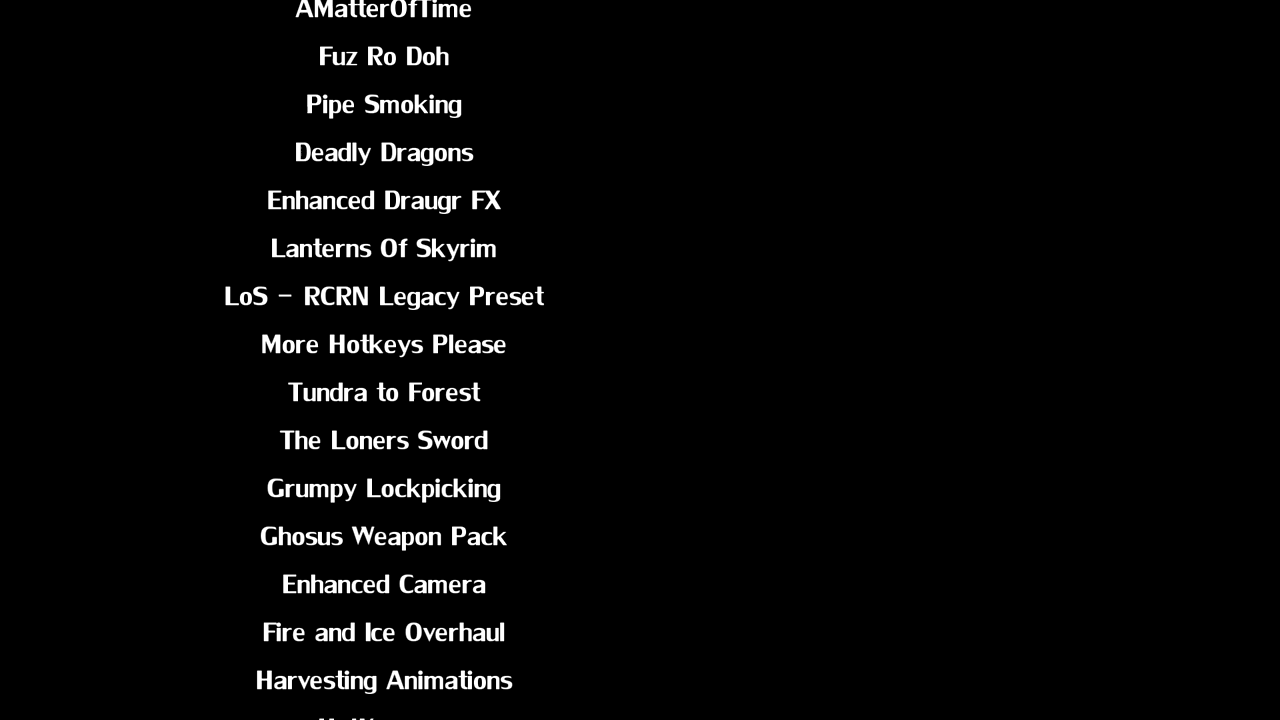 AMatterOfTime
Fuz Ro Doh
Pipe Smoking
Deadly Dragons
Enhanced Draugr FX
Lanterns Of Skyrim
LoS - RCRN Legacy Preset
More Hotkeys Please
Tundra to Forest
The Loners Sword
Grumpy Lockpicking
Ghosus Weapon Pack
Enhanced Camera
Fire and Ice Overhaul
Harvesting Animations